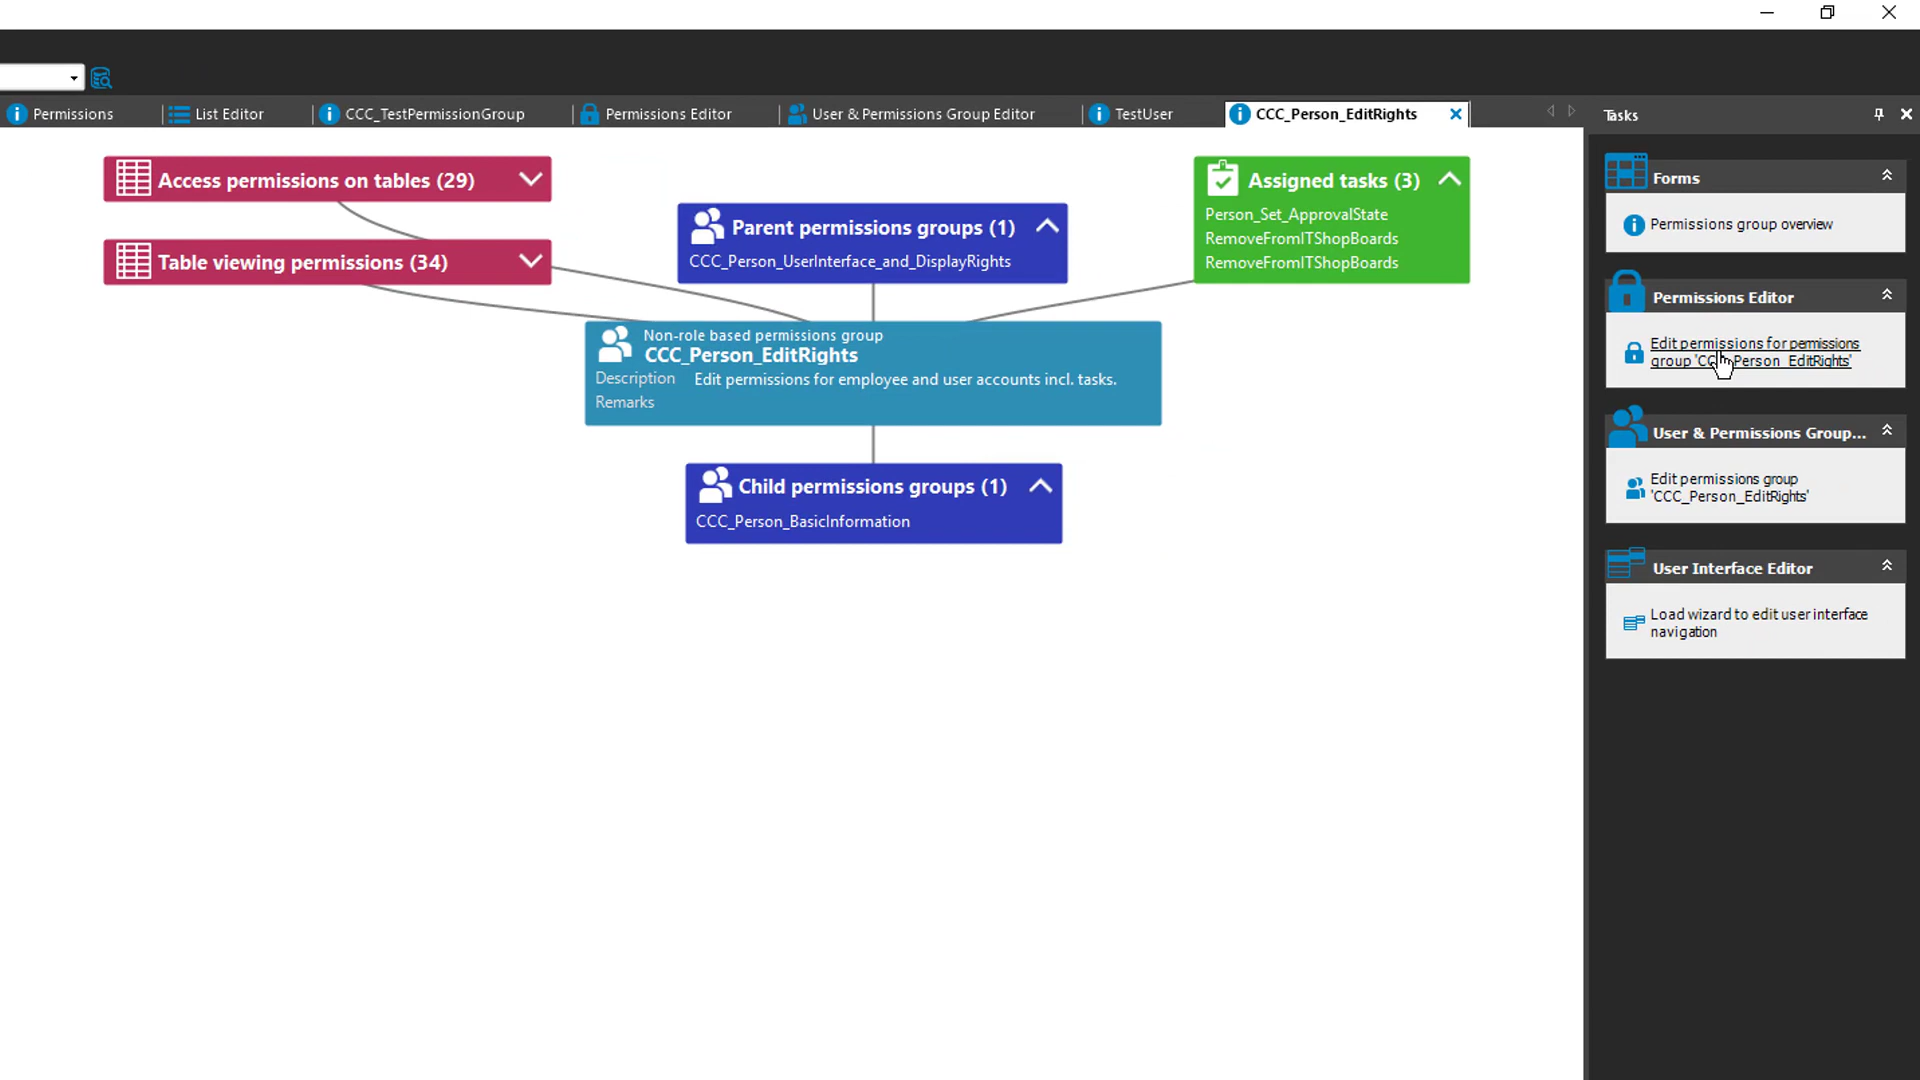 Permissions
List Editor
CCC_TestPermissionGroup
Permissions Editor
User & Permissions Group Editor
TestUser
CCC_Person_EditRights
Tasks
Access permissions on tables (29)
Table viewing permissions (34)
Parent permissions groups (1)
CCC_Person_UserInterface_and_DisplayRights
Assigned tasks (3)
Person_Set_ApprovalState
RemoveFromITShopBoards
RemoveFromITShopBoards
Non-role based permissions group
CCC_Person_EditRights
Description Edit permissions for employee and user accounts incl. tasks.
Remarks
Child permissions groups (1)
CCC_Person_BasicInformation
Forms
Permissions group overview
Permissions Editor
Edit permissions for permissions
group 'CCC_Person_EditRights'
User & Permissions Group...
Edit permissions group
'CCC_Person_EditRights'
User Interface Editor
Load wizard to edit user interface
navigation